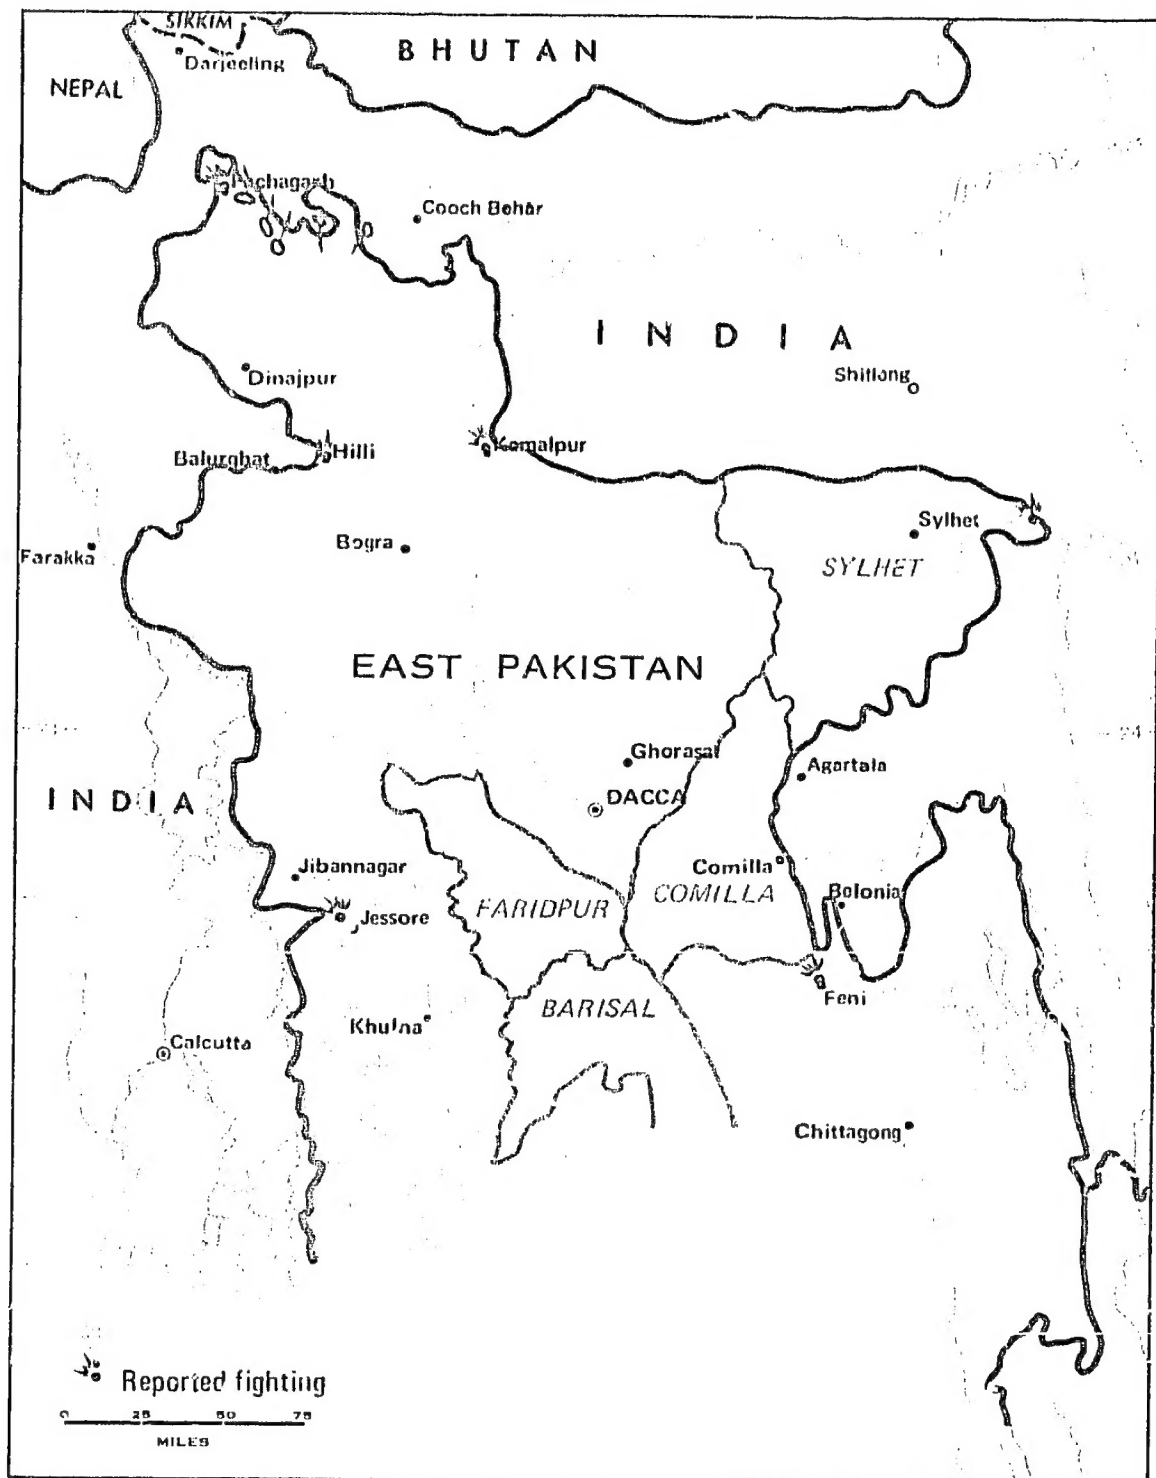 SIKKIM
BHUTAN
Darjeeling
NEPAL
Pachagarh
Cooch Behar
INDIA
Shillong
Dinajpur
Hilli
Komalpur
Balurghat
Sylhet
Farakka
Bogra
SYLHET
EAST PAKISTAN
24
Ghorasal
Agartala
INDIA
DACCA
Comilla
Jibannagar
COMILLA
Bolonia
FARIDPUR
Jessore
Feni
BARISAL
Khulna
Calcutta
Chittagong
Reported fighting
0 25 50 75
MILES